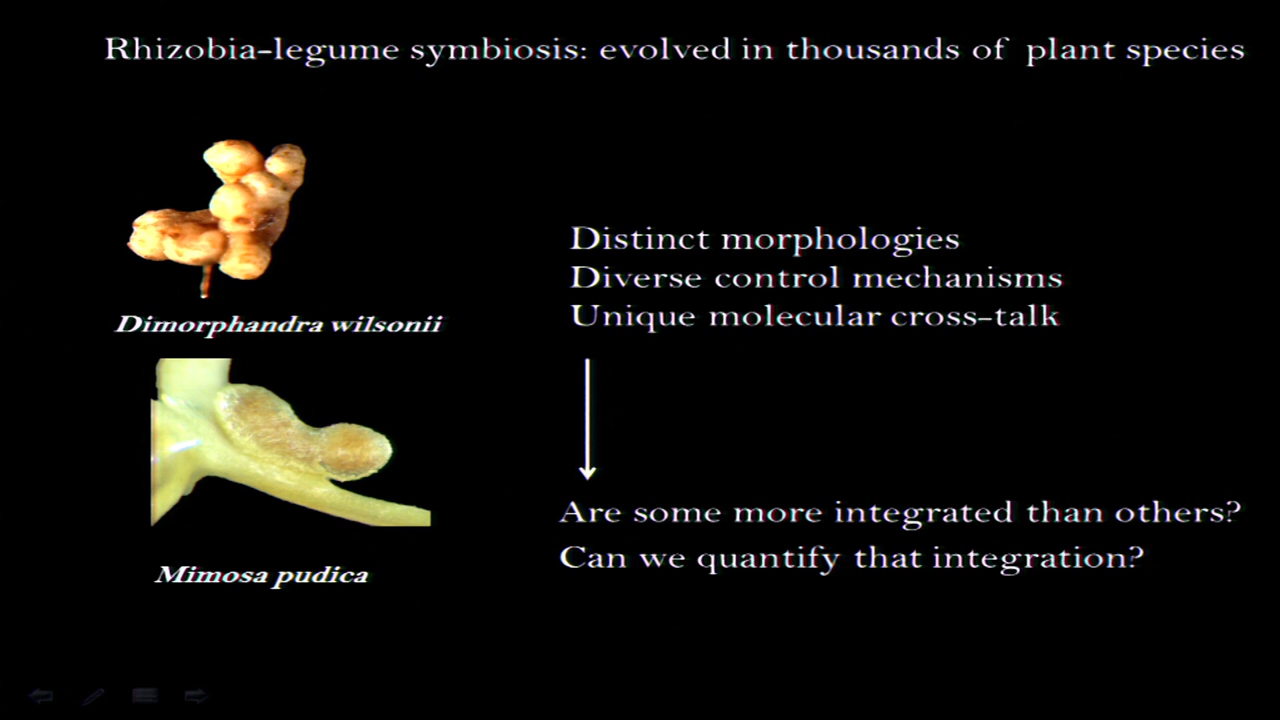 Rhizobia-legume symbiosis: evolved in thousands of plant species
Distinct morphologies
Diverse control mechanisms
Unique molecular cross-talk
Dimorphandra wilsonii
Are some more integrated than others?
Can we quantify that integration?
Mimosa pudica